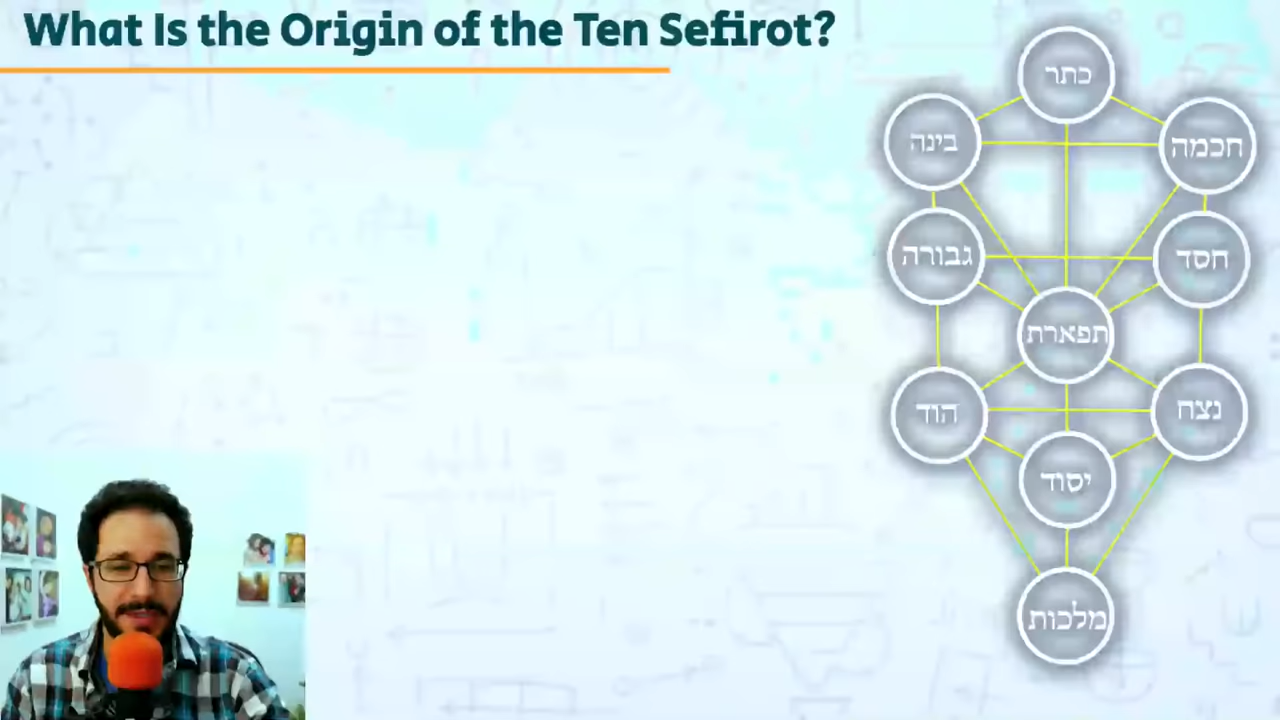 What Is the Origin of the Ten Sefirot?
כתר
חכמה
בינה
חסד
גבורה
תפארת
נצח
הוד
יסוד
מלכות